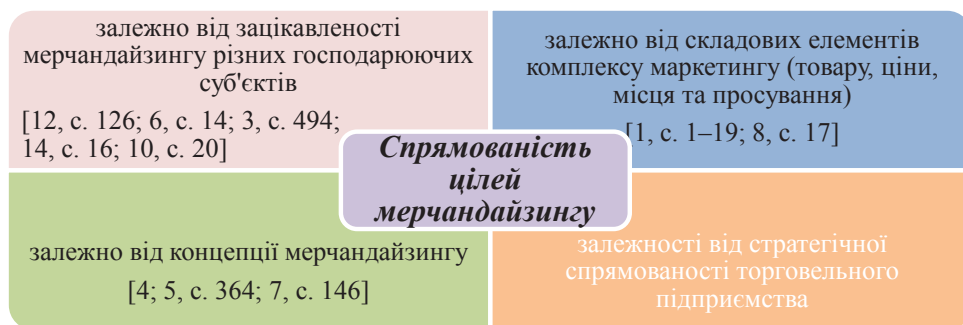 залежно від зацікавленості
мерчандайзингу різних господарюючих
суб'єктів
[12, с. 126; 6, с. 14; 3, с. 494;
14, с. 16; 10, с. 20]
залежно від складових елементів
комплексу маркетингу (товару, ціни,
місця та просування)
[1, с. 1–19; 8, с. 17]
Спрямованість
цілей
мерчандайзингу
залежно від концепції мерчандайзингу
[4; 5, с. 364; 7, с. 146]
залежності від стратегічної
спрямованості торговельного
підприємства